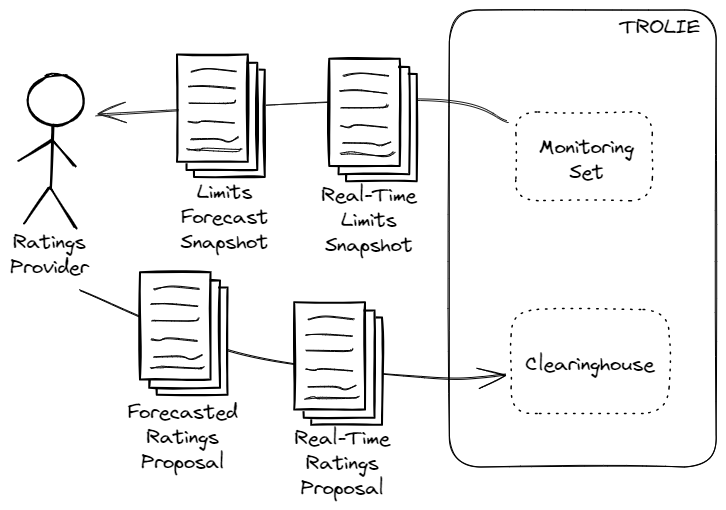 TROLIE
Monitoring
Set
Limits
Forecast
Snapshot
Real-Time
Limits
Snapshot
Ratings
Provider
Clearinghouse
Forecasted
Ratings
Proposal
Real-Time
Ratings
Proposal